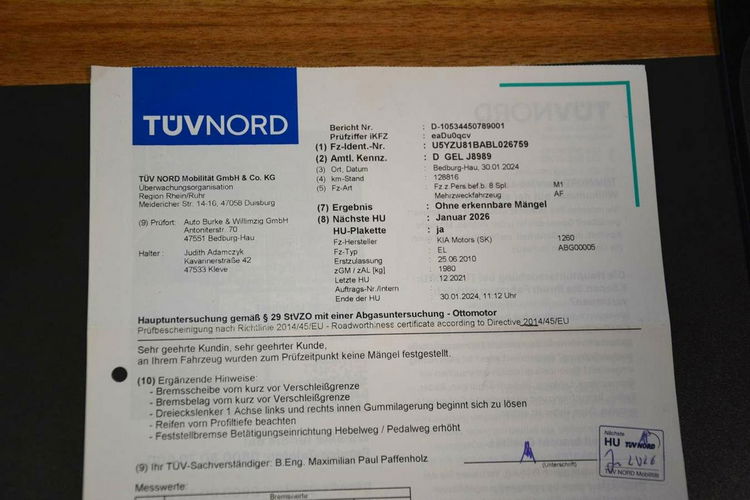 TÜVNORD
Bericht Nr. : D-10534450789001
Prüfziffer iKFZ : eaDu0qcv
(1) Fz-Ident.-Nr. : U5YZU81BABL026759
(2) Amtl. Kennz. : D GEL J8989
(3) Ort, Datum : Bedburg-Hau, 30.01.2024
(4) km-Stand : 128816
(5) Fz-Art : Fz z.Pers.bef.b. 8 Spl. M1
Mehrzweckfahrzeug AF
(7) Ergebnis : Ohne erkennbare Mängel
(8) Nächste HU : Januar 2026
HU-Plakette : ja
Fz-Hersteller : KIA Motors (SK) 1260
Fz-Typ : EL ABG00005
Erstzulassung : 25.06.2010
zGM / zAL [kg] : 1980
Letzte HU : 12.2021
Auftrags-Nr./intern :
Ende der HU : 30.01.2024, 11:12 Uhr
TÜV NORD Mobilität GmbH & Co. KG
Überwachungsorganisation
Region Rhein/Ruhr
Meidericher Str. 14-16, 47058 Duisburg
(9) Prüfort : Auto Burke & Willimzig GmbH
Antoniterstr. 70
47551 Bedburg-Hau
Halter : Judith Adamczyk
Kavarinerstraße 42
47533 Kleve
Hauptuntersuchung gemäß § 29 StVZO mit einer Abgasuntersuchung - Ottomotor
Prüfbescheinigung nach Richtlinie 2014/45/EU - Roadworthiness certificate according to Directive 2014/45/EU
Sehr geehrte Kundin, sehr geehrter Kunde,
an Ihrem Fahrzeug wurden zum Prüfzeitpunkt keine Mängel festgestellt.
(10) Ergänzende Hinweise:
- Bremsscheibe vorn kurz vor Verschleißgrenze
- Bremsbelag vorn kurz vor Verschleißgrenze
- Dreieckslenker 1 Achse links und rechts innen Gummilagerung beginnt sich zu lösen
- Reifen vorn Profiltiefe beachten
- Feststellbremse Betätigungseinrichtung Hebelweg / Pedalweg erhöht
(9) Ihr TÜV-Sachverständiger: B.Eng. Maximilian Paul Paffenholz
(Unterschrift)
Nächste
HU TÜV NORD
2026
TÜV NORD Mobilität
Messwerte:
Bremswerte